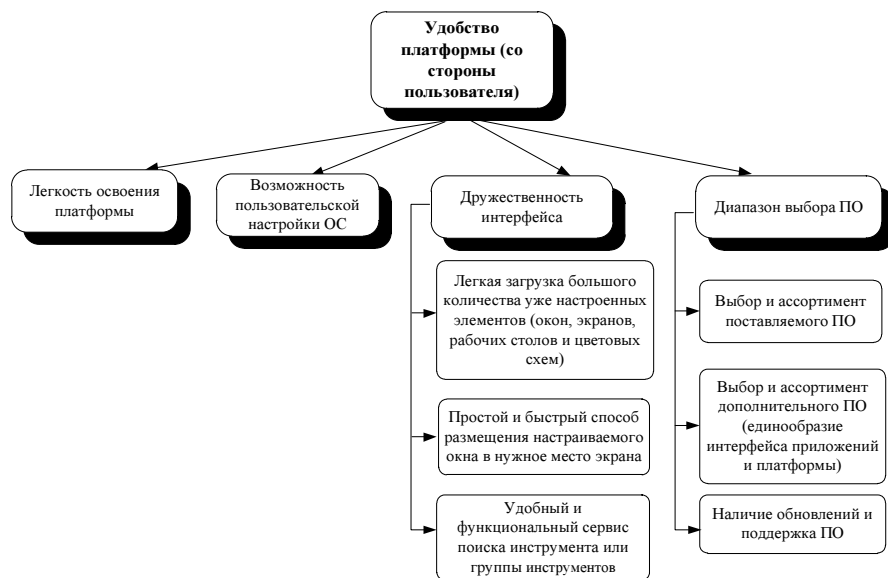 Удобство
платформы (со
стороны
пользователя)
Легкость освоения
платформы
Возможность
пользовательской
настройки ОС
Дружественность
интерфейса
Диапазон выбора ПО
Легкая загрузка большого
количества уже настроенных
элементов (окон, экранов,
рабочих столов и цветовых
схем)
Простой и быстрый способ
размещения настраиваемого
окна в нужное место экрана
Удобный и
функциональный сервис
поиска инструмента или
группы инструментов
Выбор и ассортимент
поставляемого ПО
Выбор и ассортимент
дополнительного ПО
(единообразие
интерфейса приложений
и платформы)
Наличие обновлений и
поддержка ПО